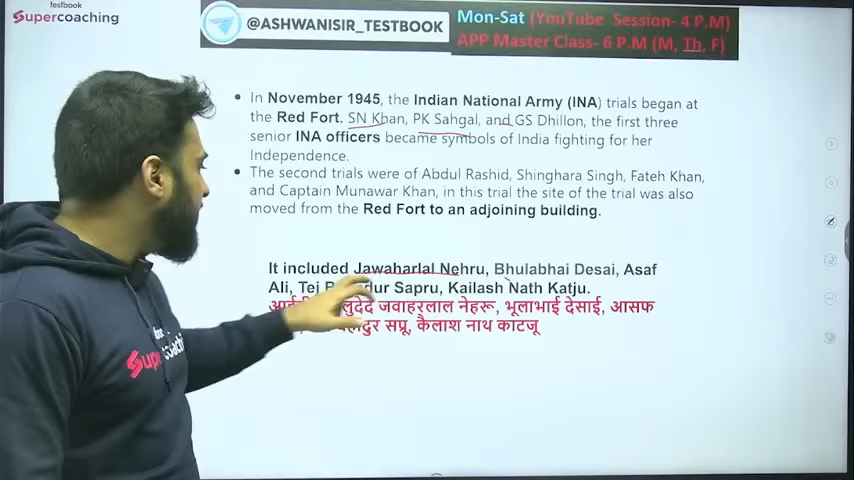 testbook
Supercoaching
@ASHWANISIR_TESTBOOK
Mon-Sat (YouTube Session- 4 P.M)
APP Master Class- 6 P.M (M, Th, F)
• In November 1945, the Indian National Army (INA) trials began at
the Red Fort. SN Khan, PK Sahgal, and GS Dhillon, the first three
senior INA officers became symbols of India fighting for her
Independence.
• The second trials were of Abdul Rashid, Shinghara Singh, Fateh Khan,
and Captain Munawar Khan, in this trial the site of the trial was also
moved from the Red Fort to an adjoining building.
It included Jawaharlal Nehru, Bhulabhai Desai, Asaf
Ali, Tej Sapru, Kailash Nath Katju.
जवाहरलाल नेहरू, भूलाभाई देसाई, आसफ
सप्रू, कैलाश नाथ काटजू